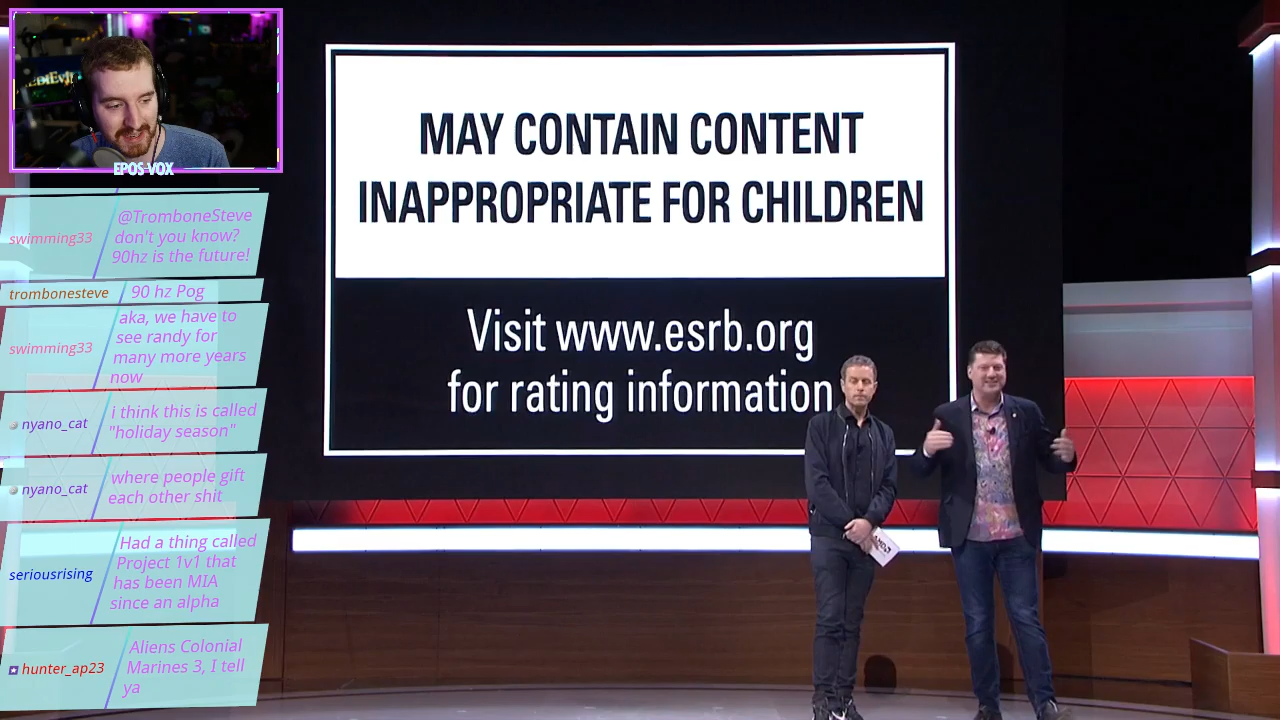 EPOS VOX
swimming33
@TromboneSteve
don't you know?
90hz is the future!
trombonesteve
90 hz Pog
swimming33
aka, we have to
see randy for
many more years
now
nyano_cat
i think this is called
"holiday season"
nyano_cat
where people gift
each other shit
seriousrising
Had a thing called
Project 1v1 that
has been MIA
since an alpha
hunter_ap23
Aliens Colonial
Marines 3, I tell
ya
MAY CONTAIN CONTENT
INAPPROPRIATE FOR CHILDREN
Visit www.esrb.org
for rating information